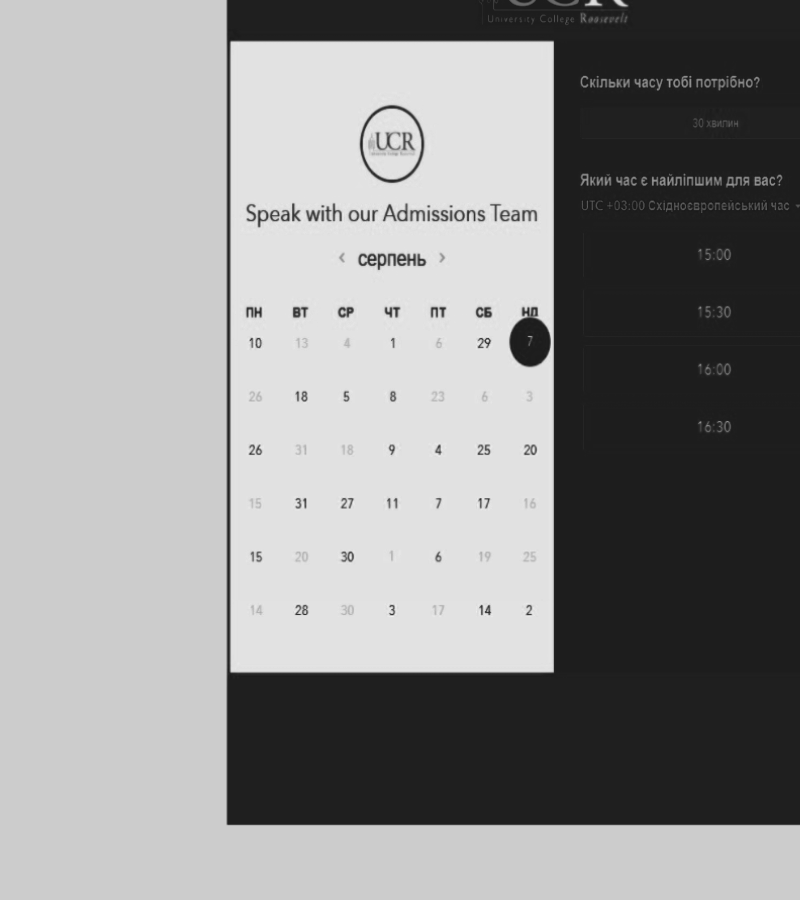 UCR
University College Roosevelt
UCR
Speak with our Admissions Team
< серпень >
ПН ВТ СР ЧТ ПТ СБ НД
10 13 4 1 6 29 7
26 18 5 8 23 6 3
26 31 18 9 4 25 20
15 31 27 11 7 17 16
15 20 30 1 6 19 25
14 28 30 3 17 14 2
Скільки часу тобі потрібно?
30 хвилин
Який час є найліпшим для вас?
UTC +03:00 Східноєвропейський час
15:00
15:30
16:00
16:30